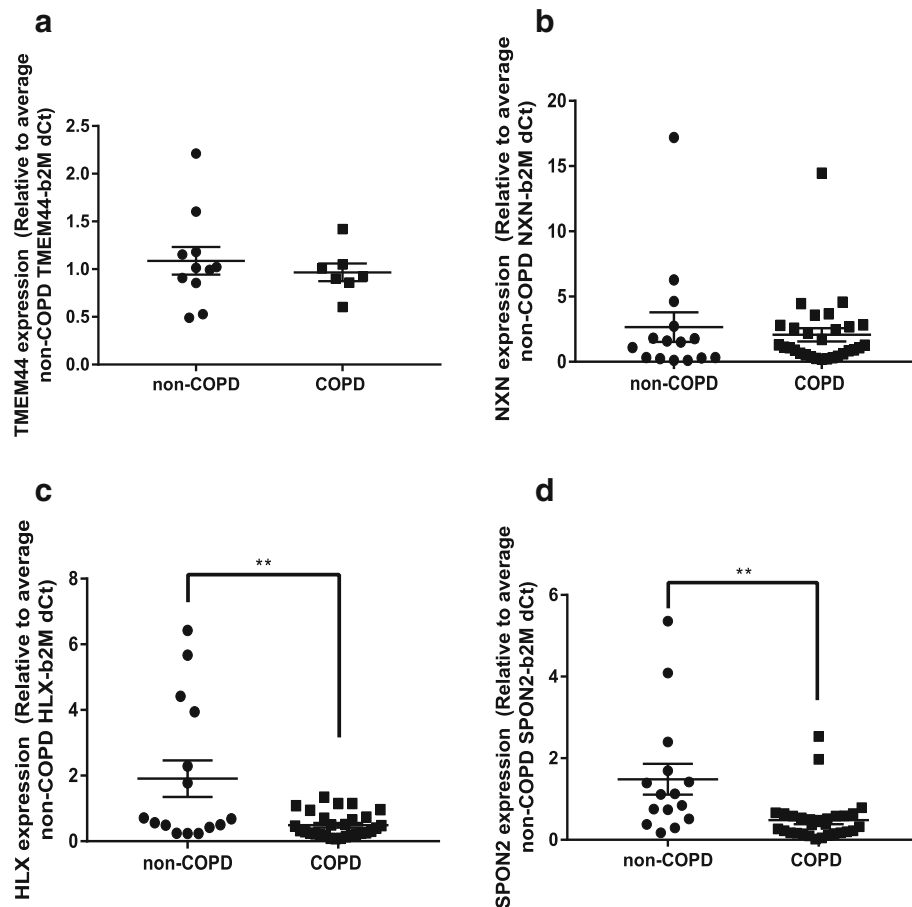 a
TMEM44 expression (Relative to average
non-COPD TMEM44-b2M dCt)
2.5
2.0
1.5
1.0
0.5
0.0
non-COPD COPD
b
NXN expression (Relative to average
non-COPD NXN-b2M dCt)
20
15
10
5
0
non-COPD COPD
c
HLX expression (Relative to average
non-COPD HLX-b2M dCt)
8
6
4
2
0
**
non-COPD COPD
d
SPON2 expression (Relative to average
non-COPD SPON2-b2M dCt)
6
4
2
0
**
non-COPD COPD